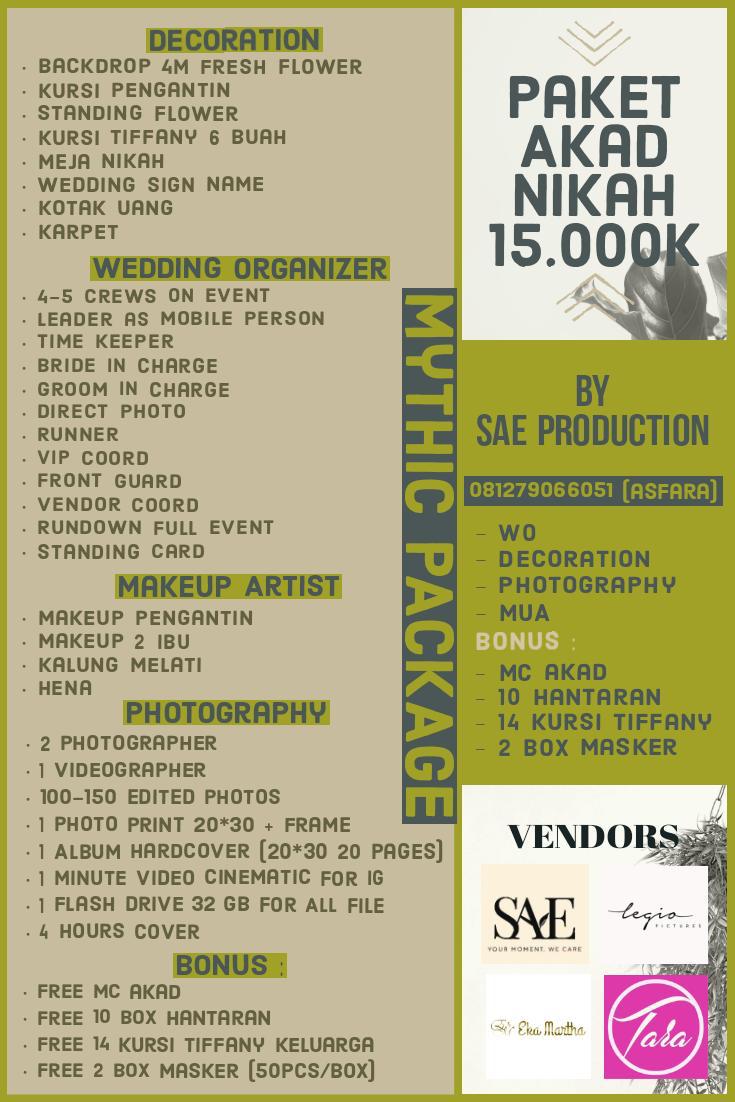 DECORATION
· BACKDROP 4M FRESH FLOWER
· KURSI PENGANTIN
· STANDING FLOWER
· KURSI TIFFANY 6 BUAH
· MEJA NIKAH
· WEDDING SIGN NAME
· KOTAK UANG
· KARPET
WEDDING ORGANIZER
· 4-5 CREWS ON EVENT
· LEADER AS MOBILE PERSON
· TIME KEEPER
· BRIDE IN CHARGE
· GROOM IN CHARGE
· DIRECT PHOTO
· RUNNER
· VIP COORD
· FRONT GUARD
· VENDOR COORD
· RUNDOWN FULL EVENT
· STANDING CARD
MAKEUP ARTIST
· MAKEUP PENGANTIN
· MAKEUP 2 IBU
· KALUNG MELATI
· HENA
PHOTOGRAPHY
· 2 PHOTOGRAPHER
· 1 VIDEOGRAPHER
· 100-150 EDITED PHOTOS
· 1 PHOTO PRINT 20*30 + FRAME
· 1 ALBUM HARDCOVER (20*30 20 PAGES)
· 1 MINUTE VIDEO CINEMATIC FOR IG
· 1 FLASH DRIVE 32 GB FOR ALL FILE
· 4 HOURS COVER
BONUS :
· FREE MC AKAD
· FREE 10 BOX HANTARAN
· FREE 14 KURSI TIFFANY KELUARGA
· FREE 2 BOX MASKER (50PCS/BOX)
MYTHIC PACKAGE
PAKET
AKAD
NIKAH
15.000K
BY
SAE PRODUCTION
081279066051 (ASFARA)
- WO
- DECORATION
- PHOTOGRAPHY
- MUA
BONUS :
- MC AKAD
- 10 HANTARAN
- 14 KURSI TIFFANY
- 2 BOX MASKER
VENDORS
SAE
YOUR MOMENT, WE CARE
legio
PICTURES
Eka Martha
Tara